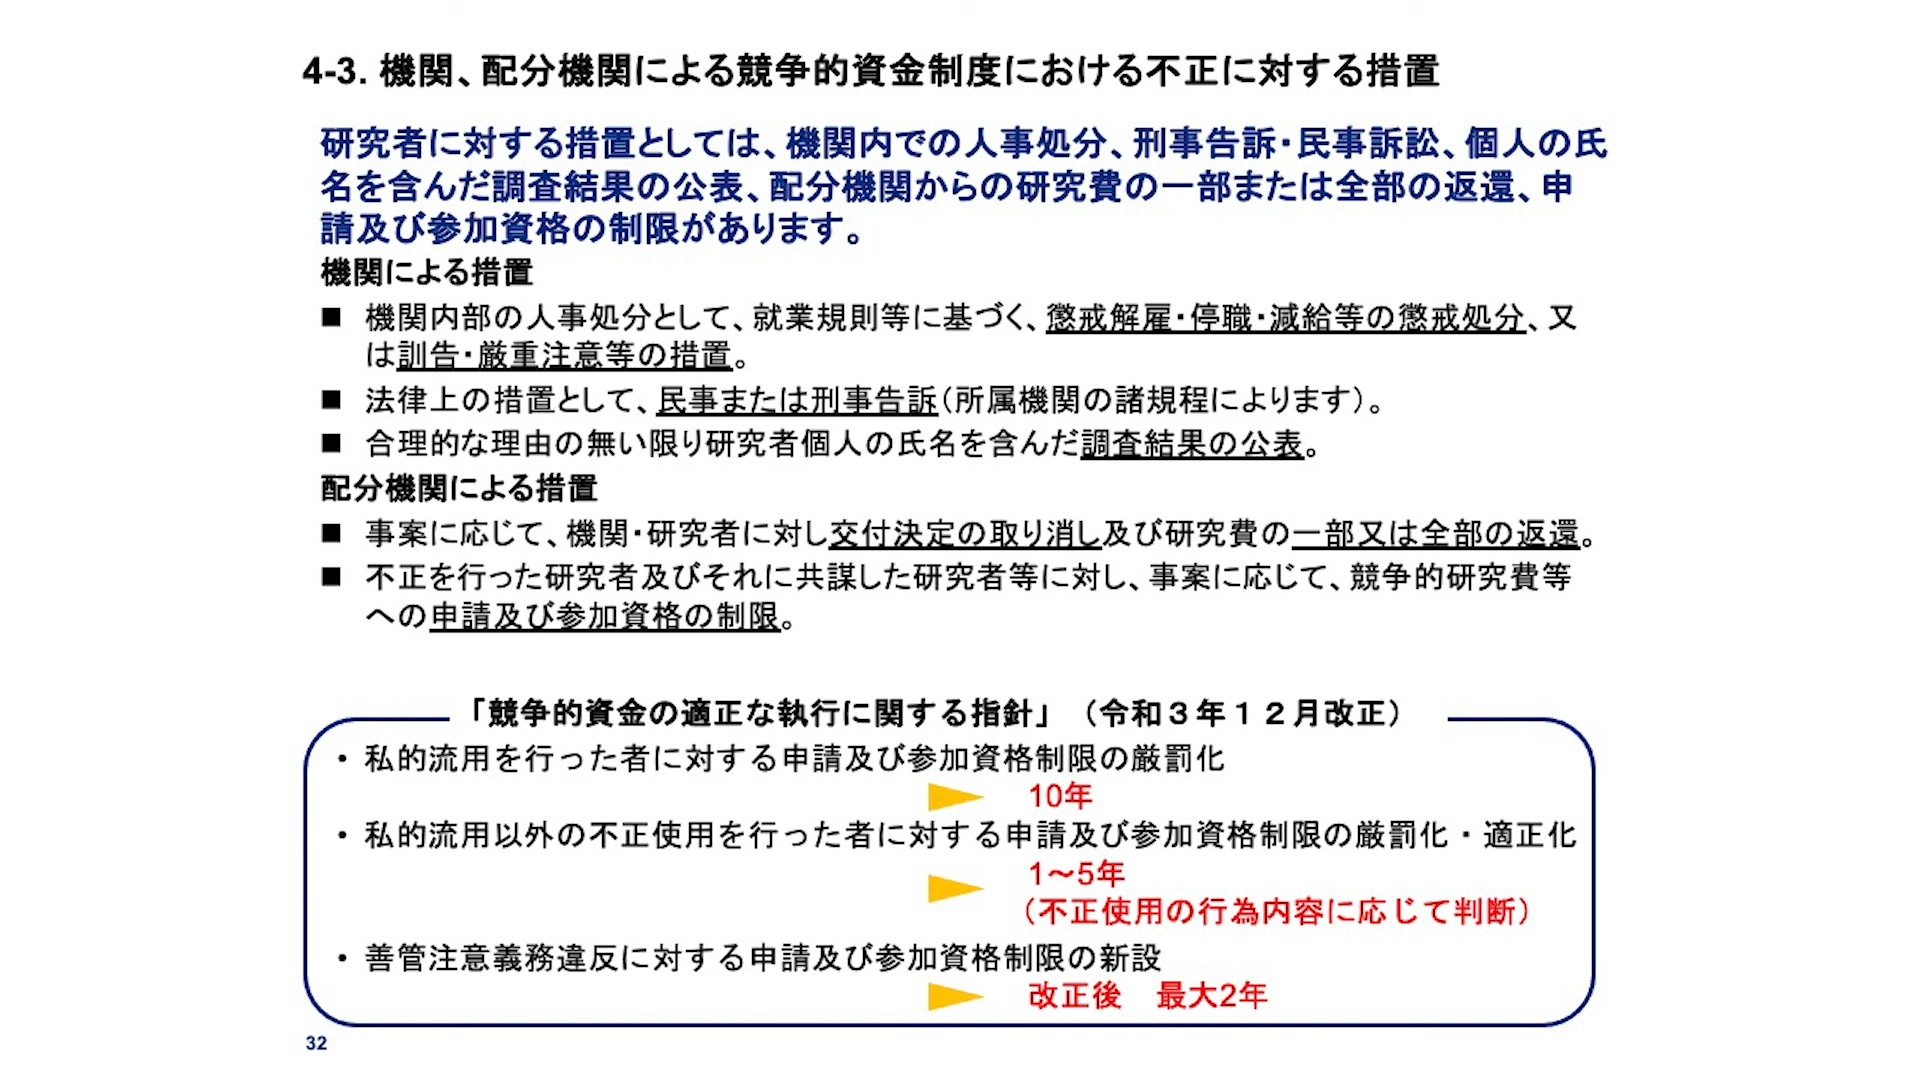 4-3. 機関、配分機関による競争的資金制度における不正に対する措置
研究者に対する措置としては、機関内での人事処分、刑事告訴・民事訴訟、個人の氏
名を含んだ調査結果の公表、配分機関からの研究費の一部または全部の返還、申
請及び参加資格の制限があります。
機関による措置
■ 機関内部の人事処分として、就業規則等に基づく、懲戒解雇・停職・減給等の懲戒処分、又
は訓告・厳重注意等の措置。
■ 法律上の措置として、民事または刑事告訴（所属機関の諸規程によります）。
■ 合理的な理由の無い限り研究者個人の氏名を含んだ調査結果の公表。
配分機関による措置
■ 事案に応じて、機関・研究者に対し交付決定の取り消し及び研究費の一部又は全部の返還。
■ 不正を行った研究者及びそれに共謀した研究者等に対し、事案に応じて、競争的研究費等
への申請及び参加資格の制限。
「競争的資金の適正な執行に関する指針」（令和３年１２月改正）
・ 私的流用を行った者に対する申請及び参加資格制限の厳罰化
10年
・ 私的流用以外の不正使用を行った者に対する申請及び参加資格制限の厳罰化・適正化
1～5年
（不正使用の行為内容に応じて判断）
・ 善管注意義務違反に対する申請及び参加資格制限の新設
改正後　最大2年
32